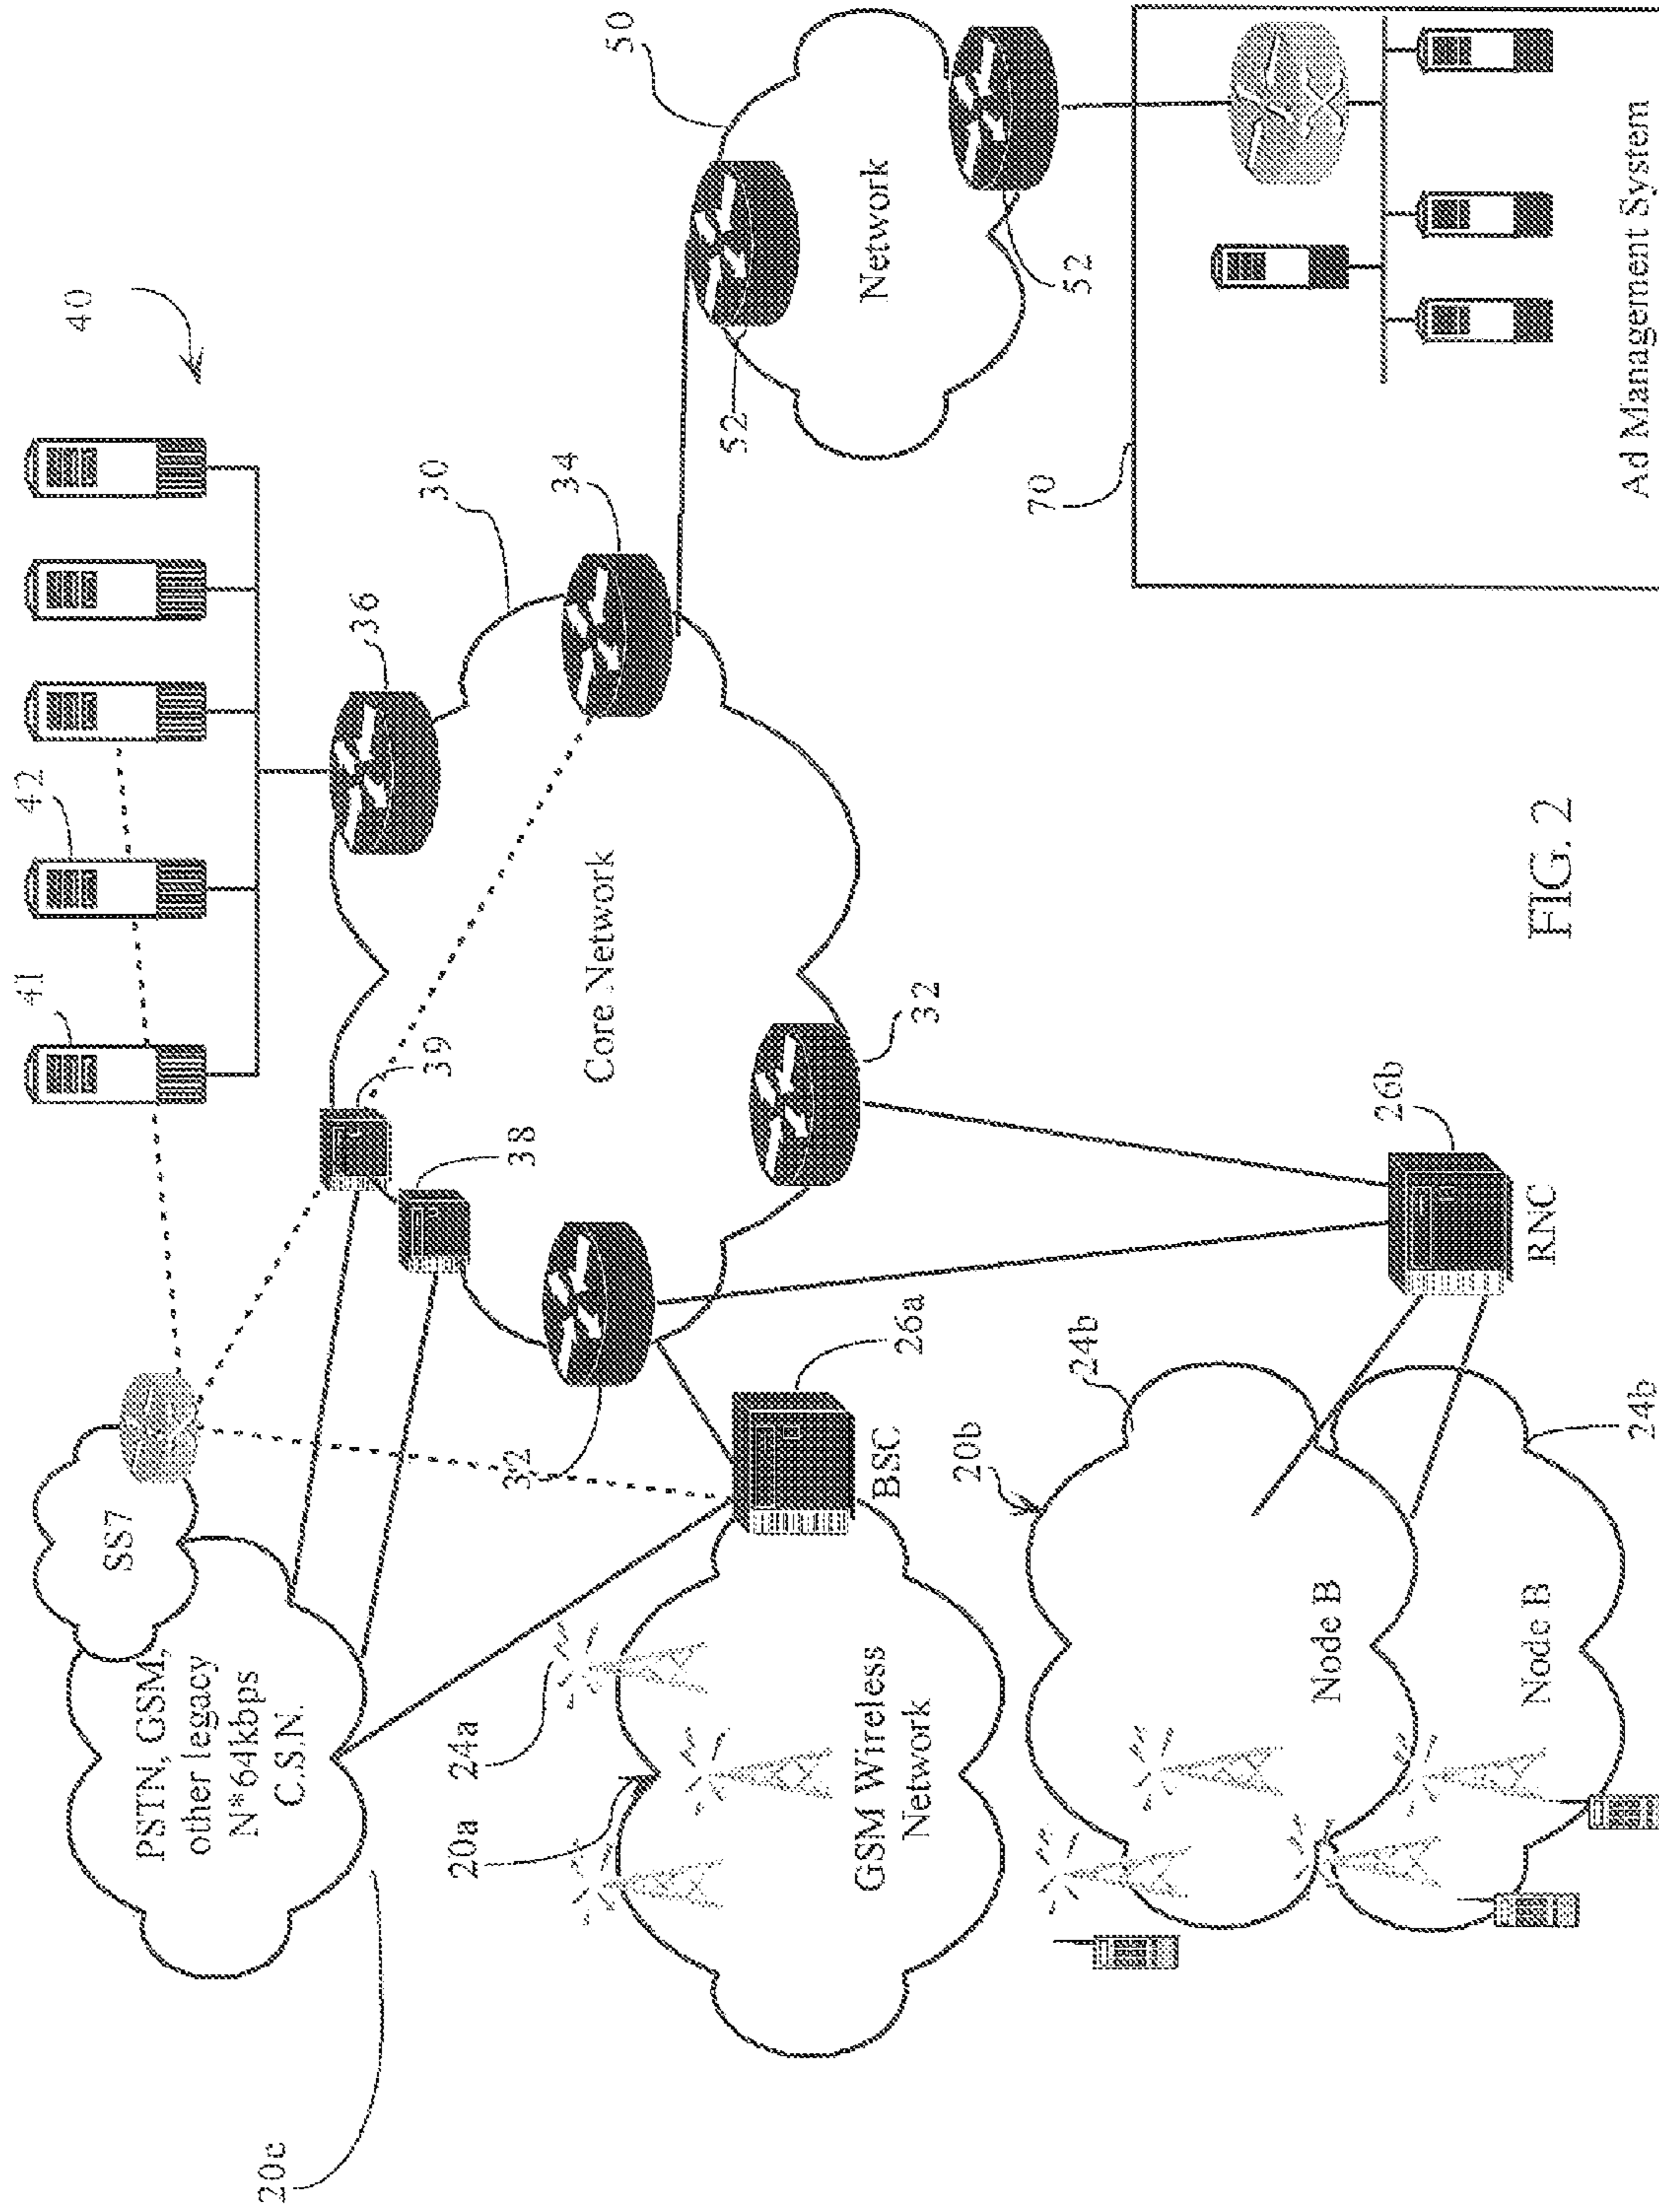 40
41
42
SS7
PSTN, GSM,
other legacy
N*64kbps
C.S.N.
20c
39
38
36
30
34
50
52
Network
52
Core Network
32
32
24a
20a
GSM Wireless
Network
26a
BSC
20b
24b
Node B
Node B
24b
26b
RNC
70
Ad Management System
FIG. 2